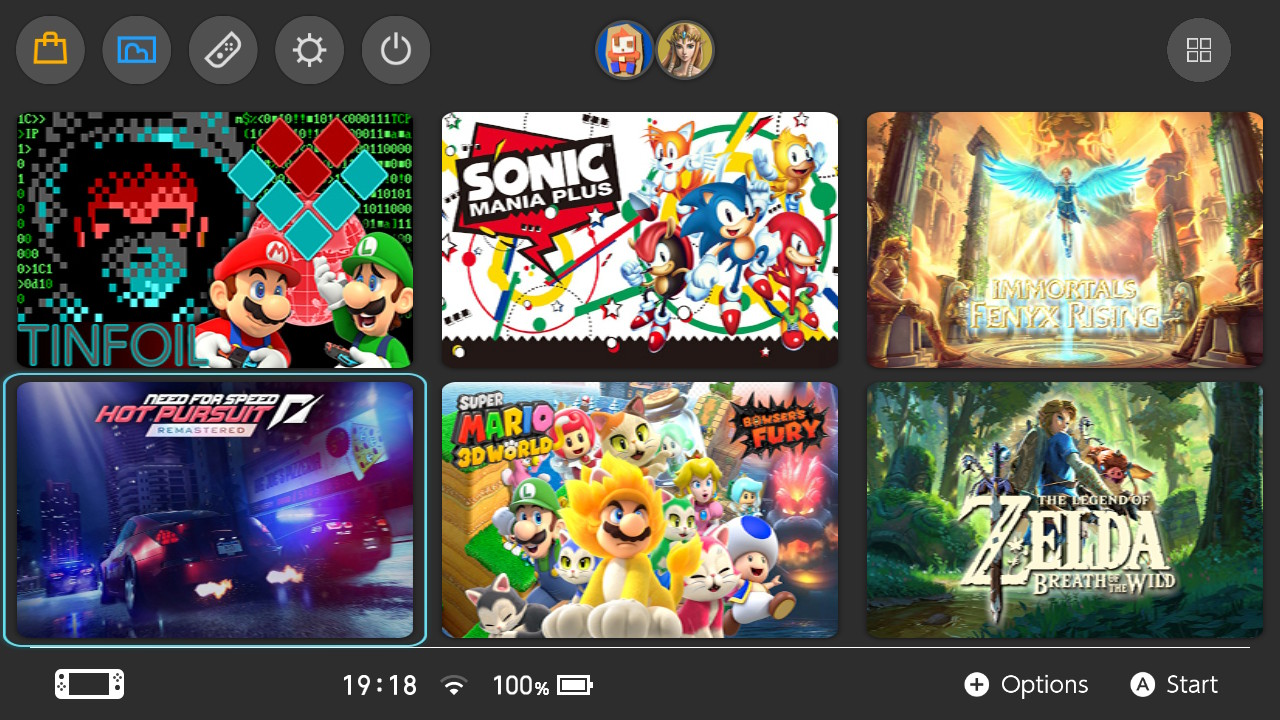 TINFOIL
SONIC
MANIA PLUS
IMMORTALS
FENYX RISING
NEED FOR SPEED
HOT PURSUIT
REMASTERED
SUPER
MARIO
3D WORLD
BOWSER'S
FURY
THE LEGEND OF
ZELDA
BREATH OF THE WILD
19:18
100%
Options
A Start